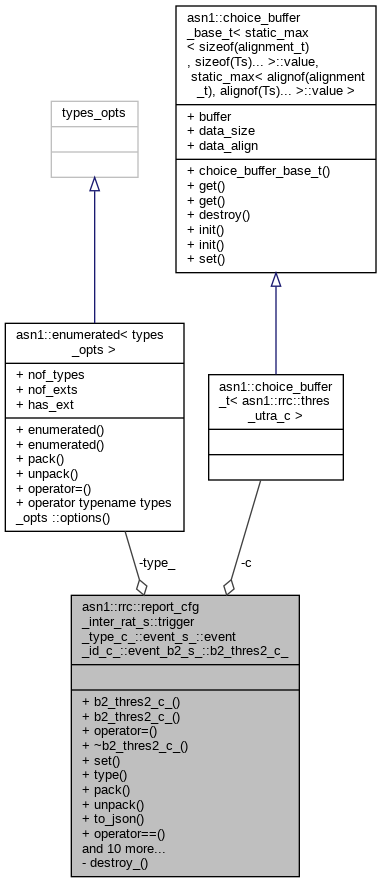 asn1::choice_buffer
_base_t< static_max
< sizeof(alignment_t)
, sizeof(Ts)... >::value,
static_max< alignof(alignment
_t), alignof(Ts)... >::value >
+ buffer
+ data_size
+ data_align
+ choice_buffer_base_t()
+ get()
+ get()
+ destroy()
+ init()
+ init()
+ set()
types_opts
asn1::enumerated< types
_opts >
+ nof_types
+ nof_exts
+ has_ext
+ enumerated()
+ enumerated()
+ pack()
+ unpack()
+ operator=()
+ operator typename types
_opts ::options()
asn1::choice_buffer
_t< asn1::rrc::thres
_utra_c >
-type_
-c
asn1::rrc::report_cfg
_inter_rat_s::trigger
_type_c_::event_s_::event
_id_c_::event_b2_s_::b2_thres2_c_
+ b2_thres2_c_()
+ b2_thres2_c_()
+ operator=()
+ ~b2_thres2_c_()
+ set()
+ type()
+ pack()
+ unpack()
+ to_json()
+ operator==()
and 10 more...
- destroy_()